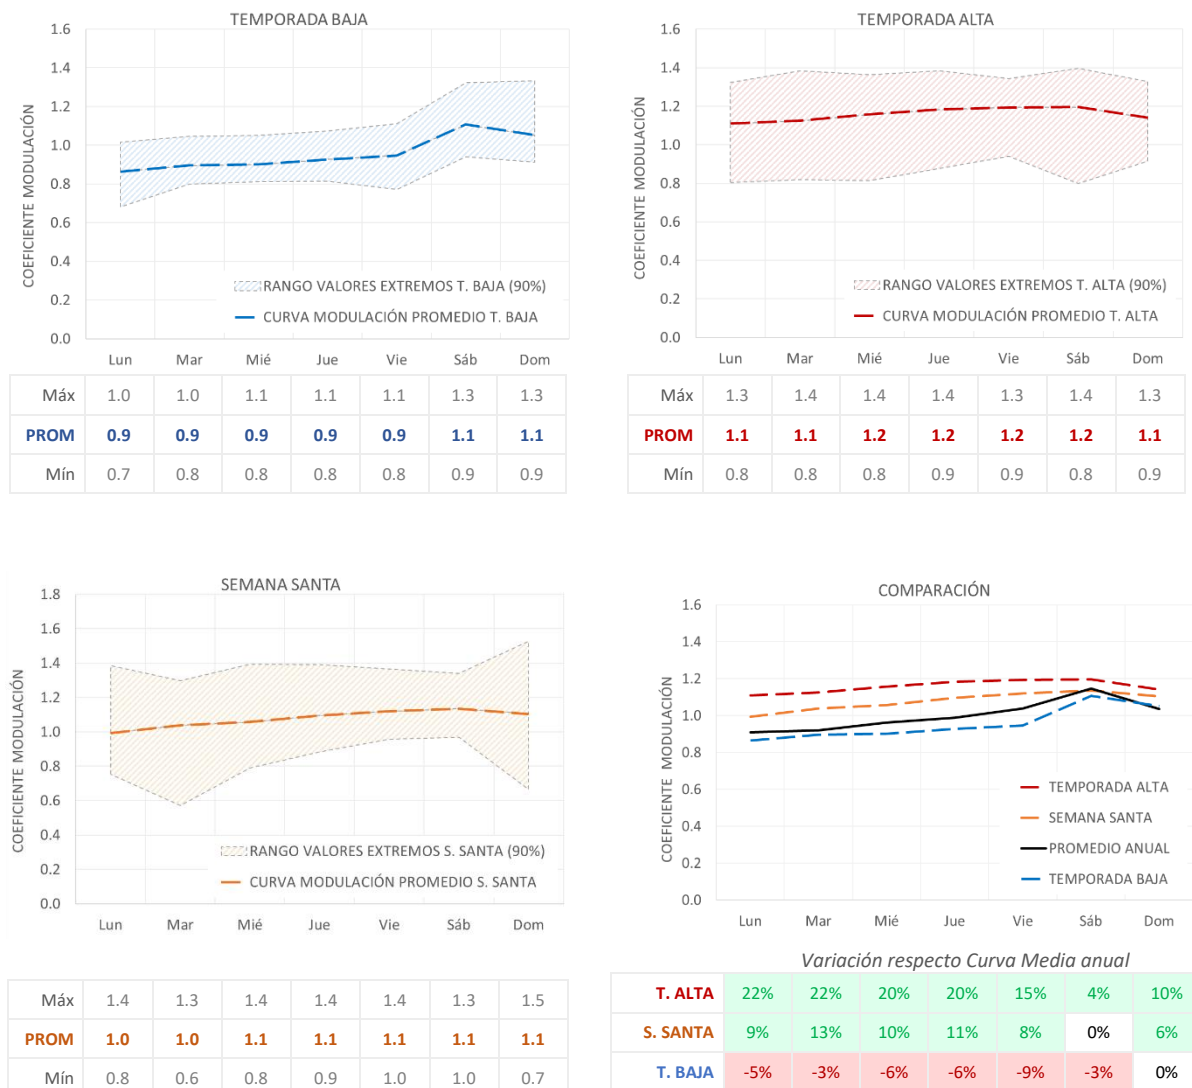 TEMPORADA BAJA
COEFICIENTE MODULACIÓN
1.6
1.4
1.2
1.0
0.8
0.6
0.4
0.2
0.0
RANGO VALORES EXTREMOS T. BAJA (90%)
CURVA MODULACIÓN PROMEDIO T. BAJA
Lun Mar Mié Jue Vie Sáb Dom
Máx 1.0 1.0 1.1 1.1 1.1 1.3 1.3
PROM 0.9 0.9 0.9 0.9 0.9 1.1 1.1
Mín 0.7 0.8 0.8 0.8 0.8 0.9 0.9
TEMPORADA ALTA
COEFICIENTE MODULACIÓN
1.6
1.4
1.2
1.0
0.8
0.6
0.4
0.2
0.0
RANGO VALORES EXTREMOS T. ALTA (90%)
CURVA MODULACIÓN PROMEDIO T. ALTA
Lun Mar Mié Jue Vie Sáb Dom
Máx 1.3 1.4 1.4 1.4 1.3 1.4 1.3
PROM 1.1 1.1 1.2 1.2 1.2 1.2 1.1
Mín 0.8 0.8 0.8 0.9 0.9 0.8 0.9
SEMANA SANTA
COEFICIENTE MODULACIÓN
1.8
1.6
1.4
1.2
1.0
0.8
0.6
0.4
0.2
0.0
RANGO VALORES EXTREMOS S. SANTA (90%)
CURVA MODULACIÓN PROMEDIO S. SANTA
Lun Mar Mié Jue Vie Sáb Dom
Máx 1.4 1.3 1.4 1.4 1.4 1.3 1.5
PROM 1.0 1.0 1.1 1.1 1.1 1.1 1.1
Mín 0.8 0.6 0.8 0.9 1.0 1.0 0.7
COMPARACIÓN
COEFICIENTE MODULACIÓN
1.6
1.4
1.2
1.0
0.8
0.6
0.4
0.2
0.0
TEMPORADA ALTA
SEMANA SANTA
PROMEDIO ANUAL
TEMPORADA BAJA
Lun Mar Mié Jue Vie Sáb Dom
Variación respecto Curva Media anual
T. ALTA 22% 22% 20% 20% 15% 4% 10%
S. SANTA 9% 13% 10% 11% 8% 0% 6%
T. BAJA -5% -3% -6% -6% -9% -3% 0%